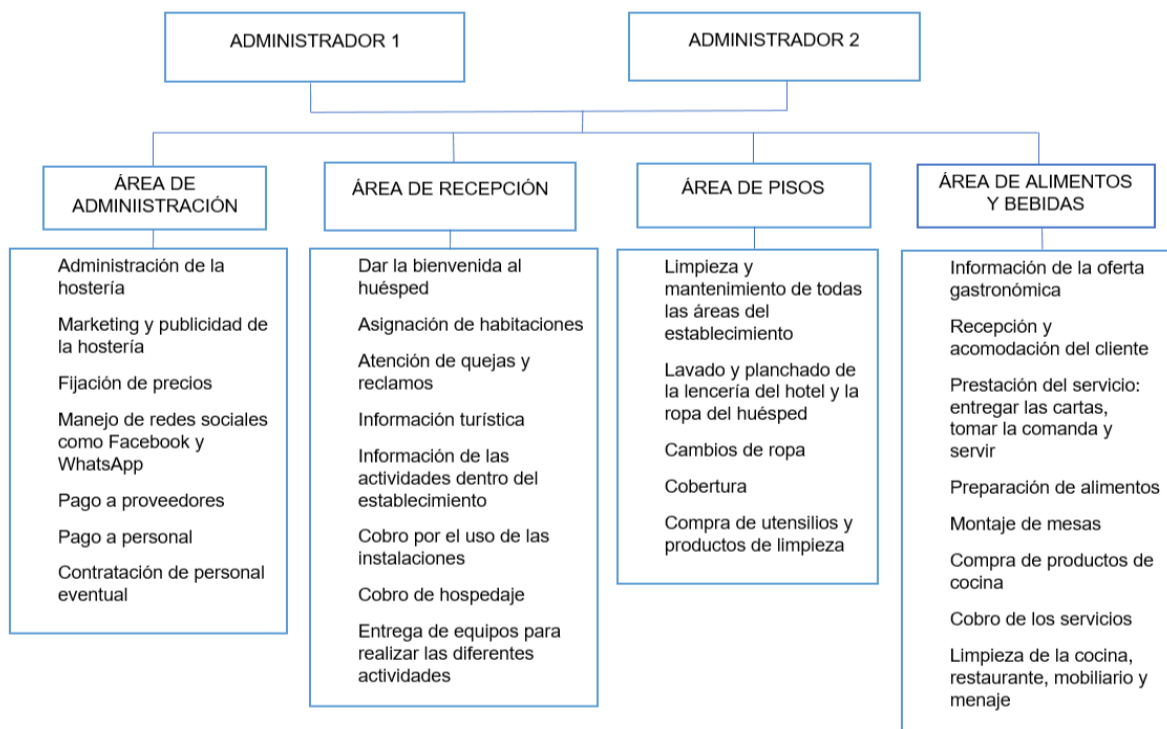 ADMINISTRADOR 1
ADMINISTRADOR 2
ÁREA DE
ADMINIISTRACIÓN
Administración de la
hostería
Marketing y publicidad de
la hostería
Fijación de precios
Manejo de redes sociales
como Facebook y
WhatsApp
Pago a proveedores
Pago a personal
Contratación de personal
eventual
ÁREA DE RECEPCIÓN
Dar la bienvenida al
huésped
Asignación de habitaciones
Atención de quejas y
reclamos
Información turística
Información de las
actividades dentro del
establecimiento
Cobro por el uso de las
instalaciones
Cobro de hospedaje
Entrega de equipos para
realizar las diferentes
actividades
ÁREA DE PISOS
Limpieza y
mantenimiento de todas
las áreas del
establecimiento
Lavado y planchado de
la lencería del hotel y la
ropa del huésped
Cambios de ropa
Cobertura
Compra de utensilios y
productos de limpieza
ÁREA DE ALIMENTOS
Y BEBIDAS
Información de la oferta
gastronómica
Recepción y
acomodación del cliente
Prestación del servicio:
entregar las cartas,
tomar la comanda y
servir
Preparación de alimentos
Montaje de mesas
Compra de productos de
cocina
Cobro de los servicios
Limpieza de la cocina,
restaurante, mobiliario y
menaje